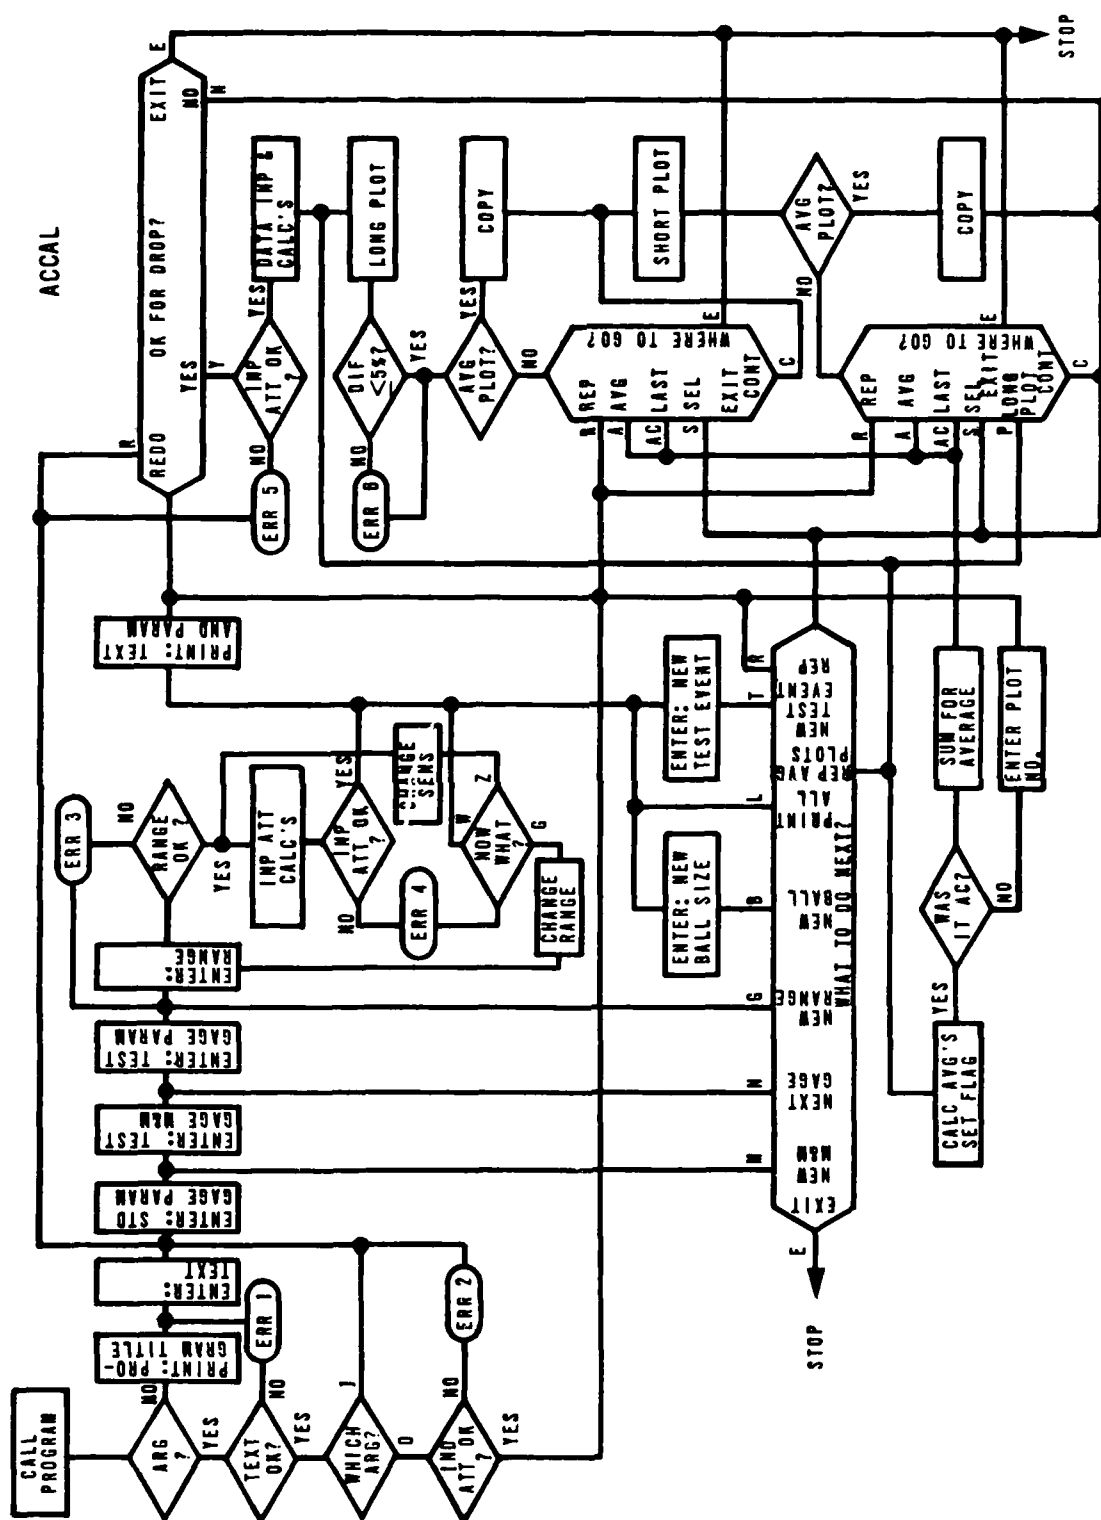 ACCAL
CALL
PROGRAM
ARG
?
NO
YES
PRINT: PRO-
GRAM TITLE
ENTER:
TEXT
TEXT
OK?
NO
YES
ERR 1
WHICH
ARG?
1
0
ATT OK
?
NO
YES
ERR 2
ENTER: STD
GAGE PARAM
ENTER: TEST
GAGE M&M
ENTER: TEST
GAGE PARAM
ENTER:
RANGE
RANGE
OK?
NO
YES
ERR 3
INP ATT
CALC'S
INP
ATT OK
?
YES
NO
ERR 4
NOW
WHAT
?
W
Z
G
CHANGE
SENS
CHANGE
RANGE
PRINT: TEXT
AND PARAM
R
REDO
OK FOR DROP?
YES
Y
EXIT
E
NO
N
INP
ATT OK
?
NO
YES
ERR 5
DATA INP &
CALC'S
LONG PLOT
DIF
<5%?
NO
YES
ERR 6
AVG
PLOT?
YES
NO
COPY
WHERE TO GO?
R
REP
A
AVG
AC
LAST
S
SEL
EXIT
E
CONT
C
SHORT PLOT
AVG
PLOT?
NO
YES
COPY
WHERE TO GO?
R
REP
A
AVG
AC
LAST
S
SEL
EXIT
E
P
LONG
PLOT
CONT
C
STOP
ENTER: NEW
BALL SIZE
ENTER: NEW
TEST EVENT
WHAT TO DO NEXT?
E
EXIT
M
NEW
M&M
N
NEXT
GAGE
G
NEW
RANGE
B
NEW
BALL
L
PRINT
ALL
REP AVG
PLOTS
T
NEW
TEST
EVENT
R
REP
STOP
CALC AVG'S
SET FLAG
YES
WAS
IT AC?
NO
SUM FOR
AVERAGE
ENTER PLOT
NO.